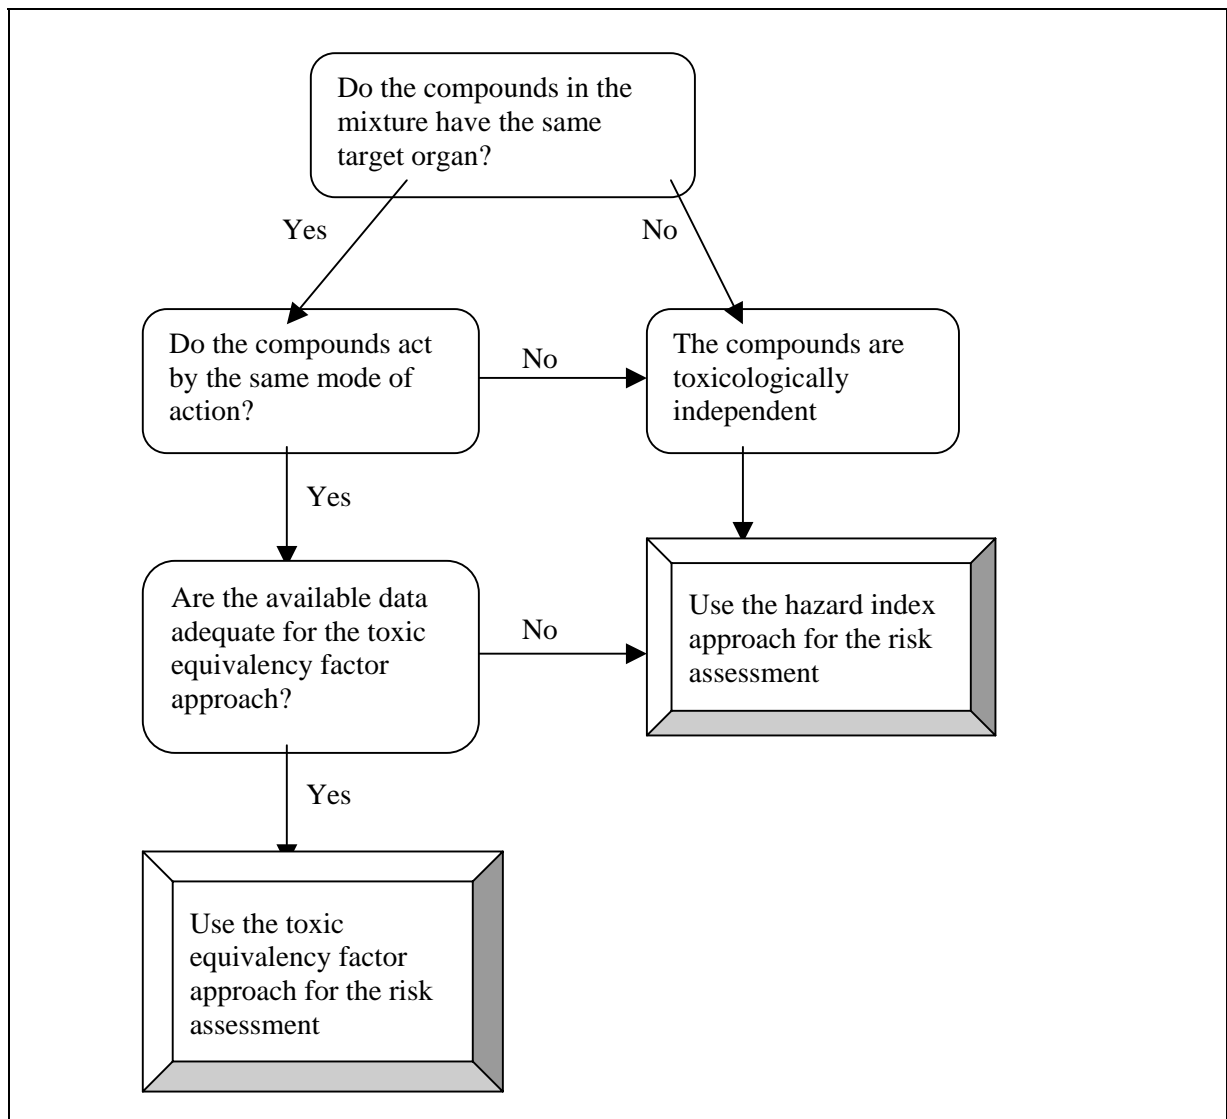 Do the compounds in the
mixture have the same
target organ?
Yes
No
Do the compounds act
by the same mode of
action?
No
The compounds are
toxicologically
independent
Yes
Are the available data
adequate for the toxic
equivalency factor
approach?
No
Use the hazard index
approach for the risk
assessment
Yes
Use the toxic
equivalency factor
approach for the risk
assessment